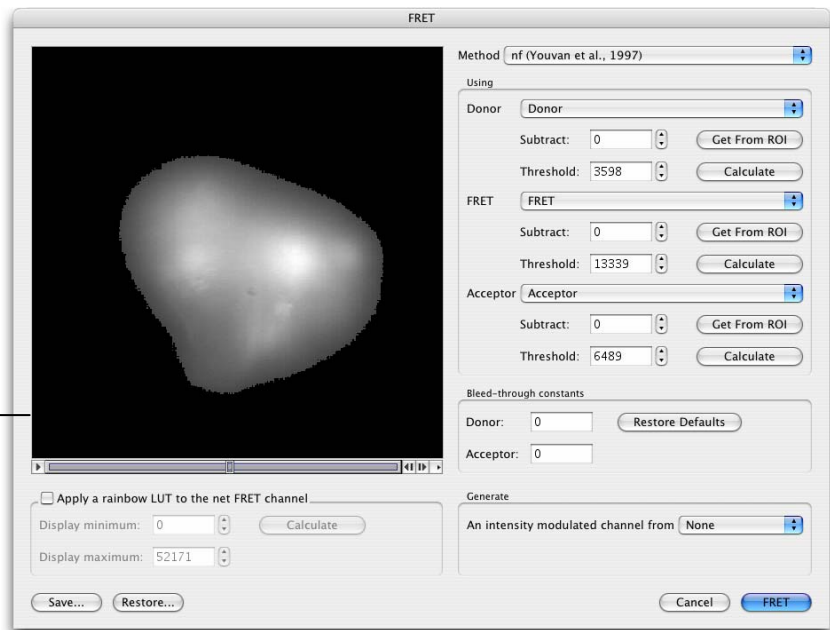 FRET
Method nf (Youvan et al., 1997)
Using
Donor Donor
Subtract: 0 Get From ROI
Threshold: 3598 Calculate
FRET FRET
Subtract: 0 Get From ROI
Threshold: 13339 Calculate
Acceptor Acceptor
Subtract: 0 Get From ROI
Threshold: 6489 Calculate
Bleed-through constants
Donor: 0 Restore Defaults
Acceptor: 0
Apply a rainbow LUT to the net FRET channel
Display minimum: 0 Calculate
Display maximum: 52171
Generate
An intensity modulated channel from None
Save... Restore... Cancel FRET